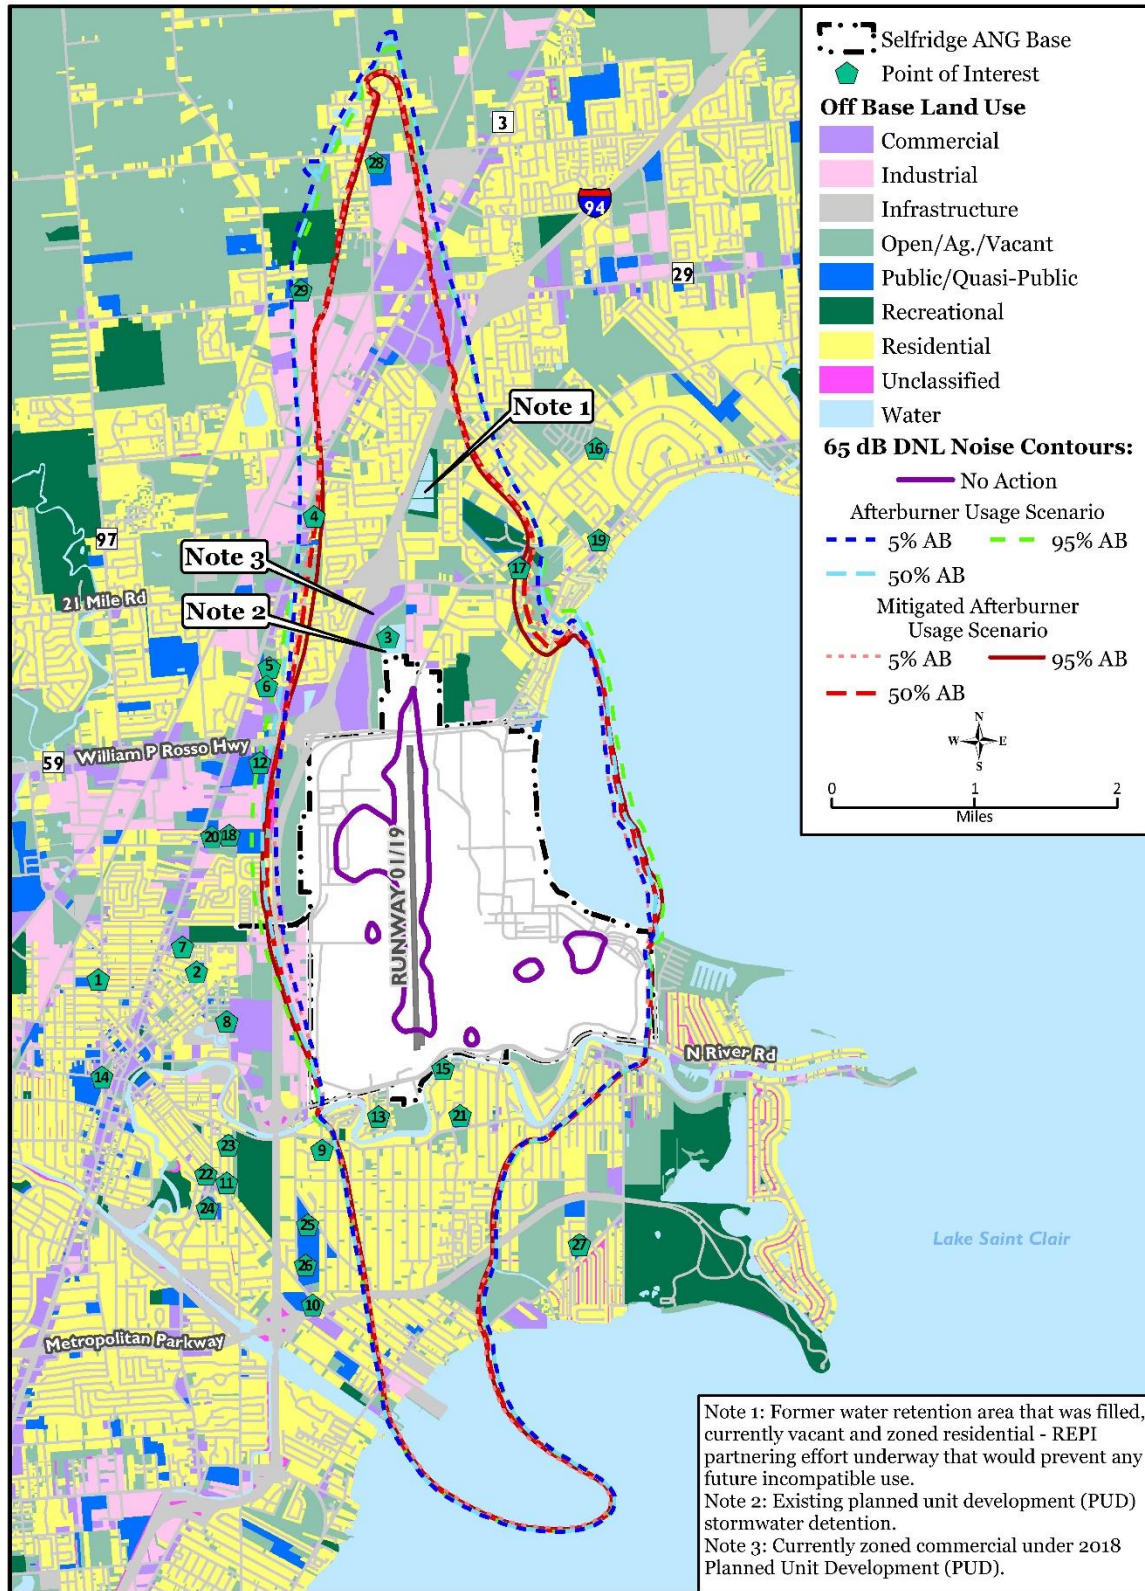 Selfridge ANG Base
Point of Interest
Off Base Land Use
Commercial
Industrial
Infrastructure
Open/Ag./Vacant
Public/Quasi-Public
Recreational
Residential
Unclassified
Water
65 dB DNL Noise Contours:
No Action
Afterburner Usage Scenario
5% AB
95% AB
50% AB
Mitigated Afterburner
Usage Scenario
5% AB
95% AB
50% AB
N
W
E
S
0
1
2
Miles
3
28
94
29
29
Note 1
16
4
97
19
Note 3
17
21 Mile Rd
Note 2
3
5
6
William P Rosso Hwy
59
12
20
18
RUNWAY 01/19
7
2
1
8
N River Rd
15
14
13
21
23
9
22
11
24
25
Lake Saint Clair
27
26
10
Metropolitan Parkway
Note 1: Former water retention area that was filled,
currently vacant and zoned residential - REPI
partnering effort underway that would prevent any
future incompatible use.
Note 2: Existing planned unit development (PUD)
stormwater detention.
Note 3: Currently zoned commercial under 2018
Planned Unit Development (PUD).